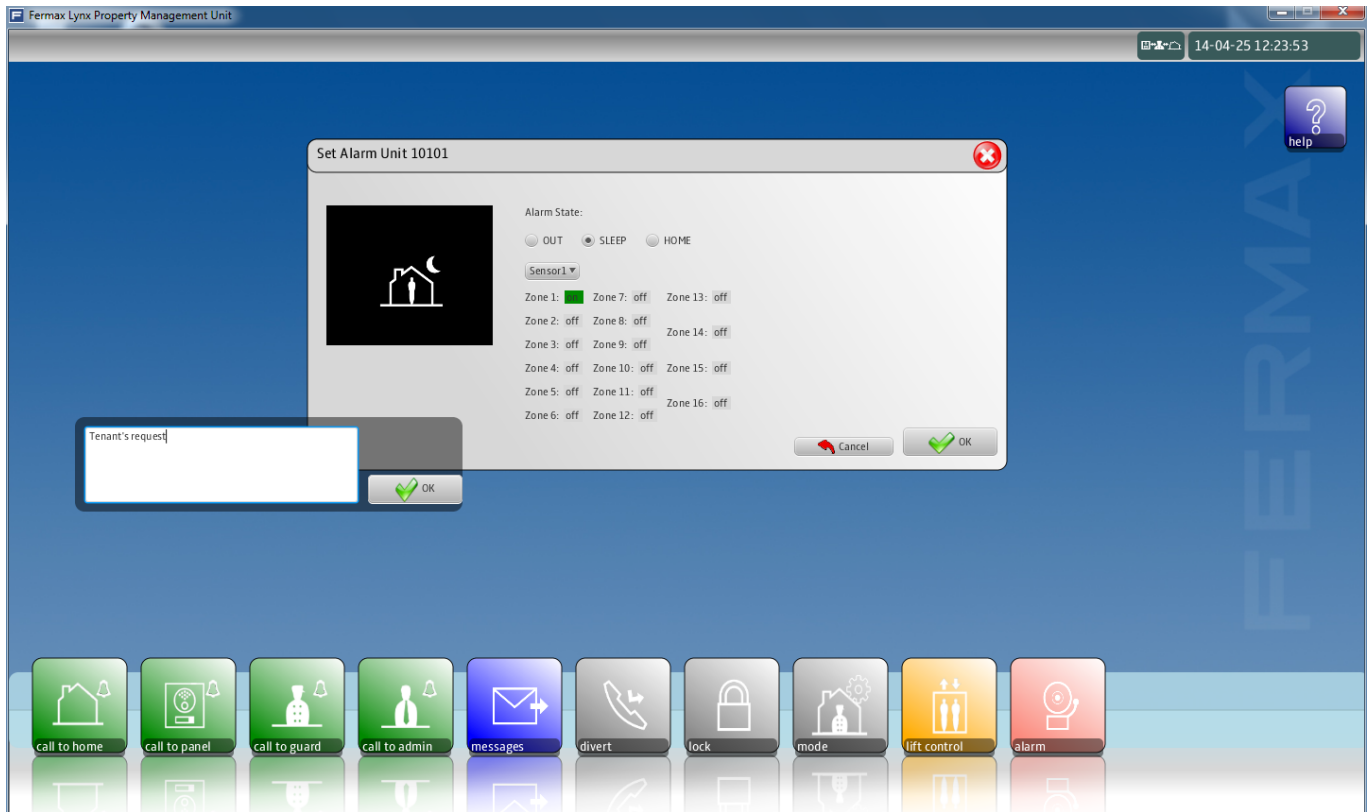 Fermax Lynx Property Management Unit
14-04-25 12:23:53
help
Set Alarm Unit 10101
Alarm State:
OUT SLEEP HOME
Sensor1
Zone 1: on Zone 7: off Zone 13: off
Zone 2: off Zone 8: off
Zone 14: off
Zone 3: off Zone 9: off
Zone 4: off Zone 10: off Zone 15: off
Zone 5: off Zone 11: off
Zone 16: off
Zone 6: off Zone 12: off
Cancel OK
Tenant's request
OK
FERMAX
call to home call to panel call to guard call to admin messages divert lock mode lift control alarm